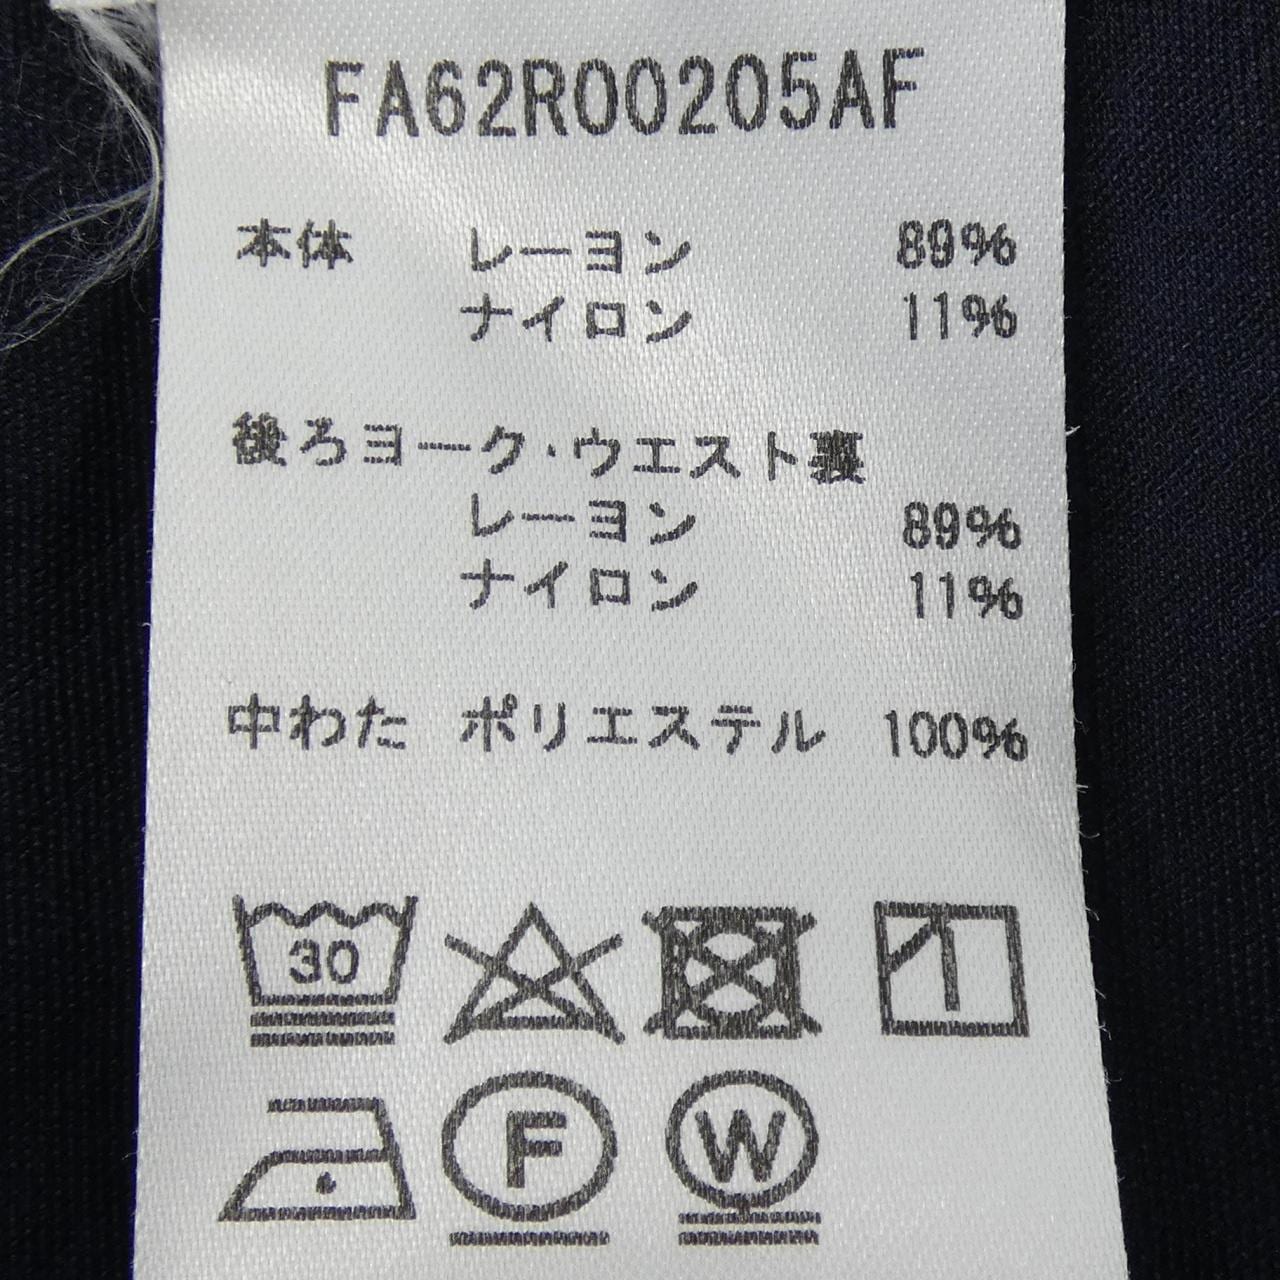 FA62R00205AF
本体 レーヨン 89%
ナイロン 11%
後ろヨーク・ウエスト裏
レーヨン 89%
ナイロン 11%
中わた ポリエステル 100%
30
F W